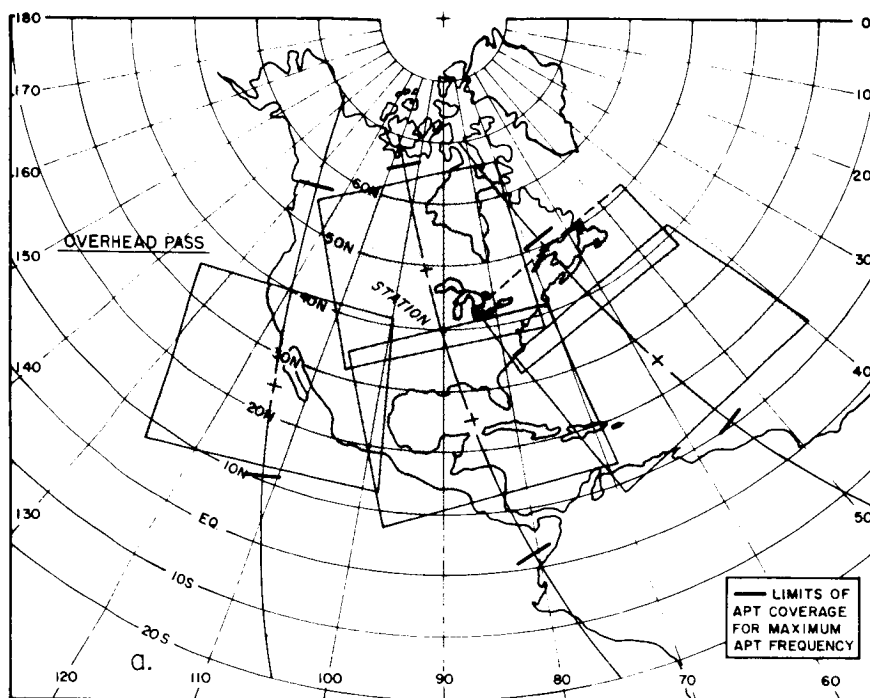 180
0
170
10
160
20
60N
OVERHEAD PASS
50N
150
30
STATION
40N
140
30N
40
20N
10N
130
EQ.
50
10S
LIMITS OF
APT COVERAGE
FOR MAXIMUM
APT FREQUENCY
20S
a.
120
110
100
90
80
70
60